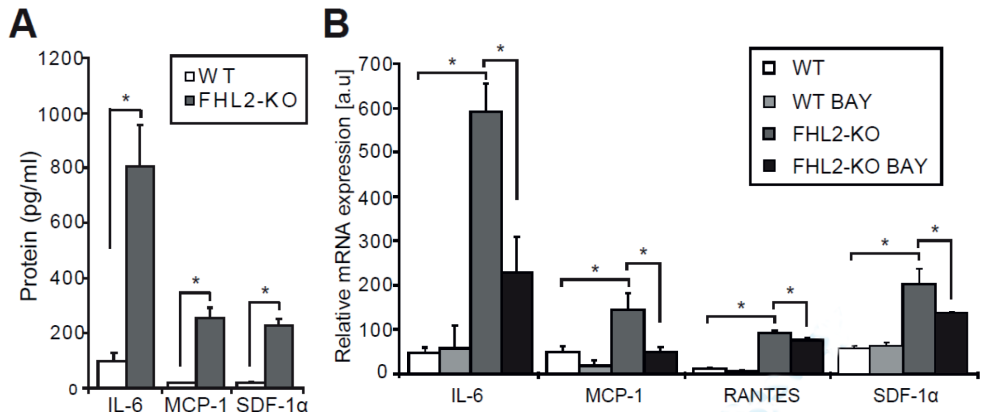 A
B
Protein (pg/ml)
1200
1000
800
600
400
200
0
WT
FHL2-KO
*
*
*
IL-6 MCP-1 SDF-1α
Relative mRNA expression [a.u]
700
600
500
400
300
200
100
0
WT
WT BAY
FHL2-KO
FHL2-KO BAY
* *
* *
* *
* *
IL-6 MCP-1 RANTES SDF-1α